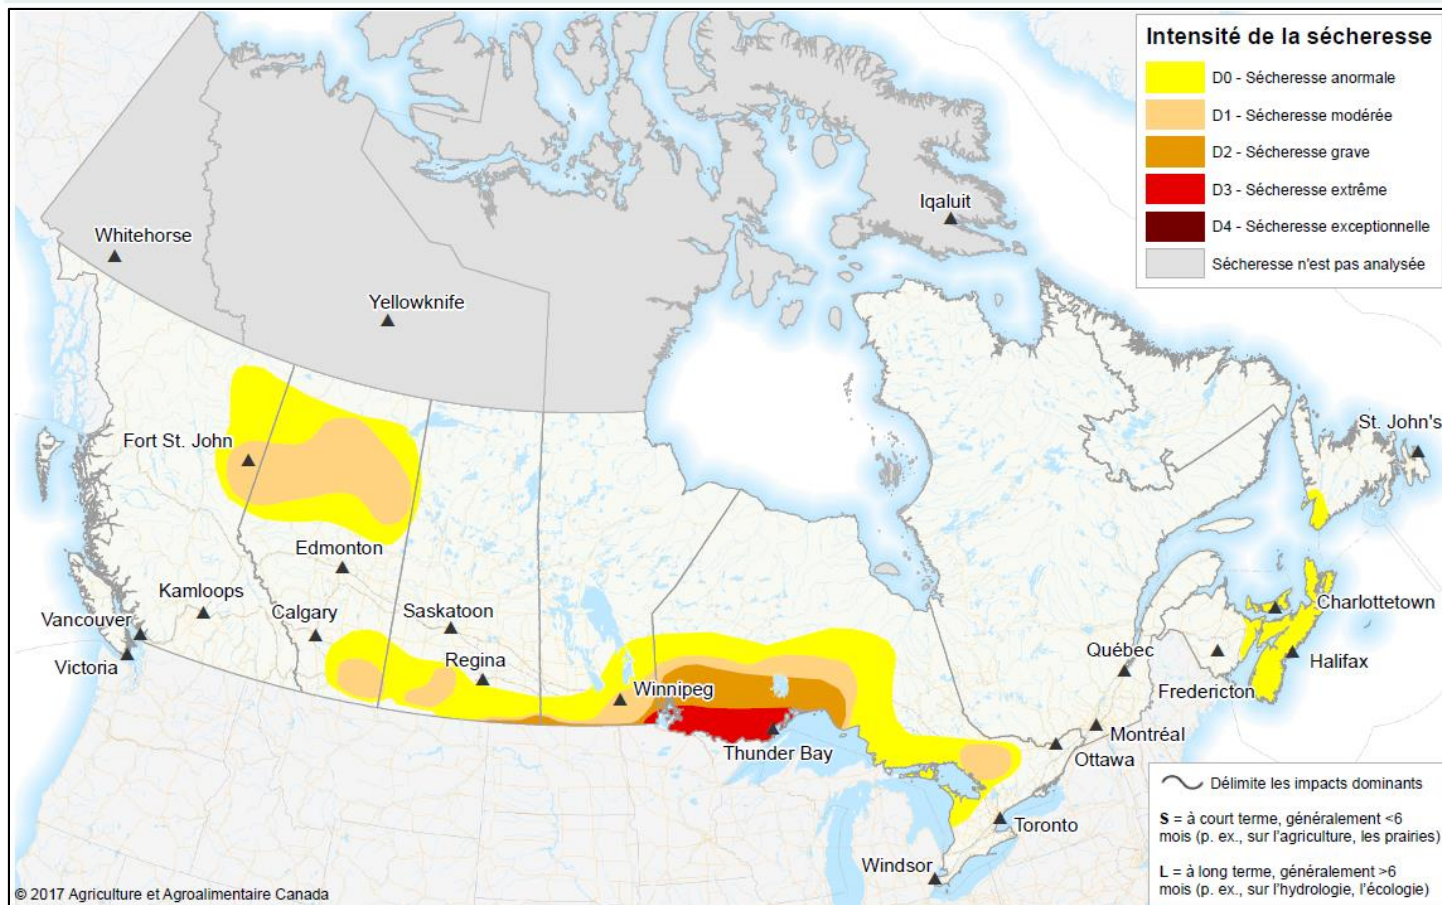 Intensité de la sécheresse
D0 - Sécheresse anormale
D1 - Sécheresse modérée
D2 - Sécheresse grave
D3 - Sécheresse extrême
D4 - Sécheresse exceptionnelle
Sécheresse n'est pas analysée
Iqaluit
Whitehorse
Yellowknife
Fort St. John
St. John's
Edmonton
Kamloops
Calgary
Saskatoon
Vancouver
Charlottetown
Victoria
Regina
Québec
Halifax
Winnipeg
Fredericton
Thunder Bay
Montréal
Ottawa
Toronto
Windsor
Délimite les impacts dominants
S = à court terme, généralement <6
mois (p. ex., sur l'agriculture, les prairies)
L = à long terme, généralement >6
mois (p. ex., sur l'hydrologie, l'écologie)
© 2017 Agriculture et Agroalimentaire Canada